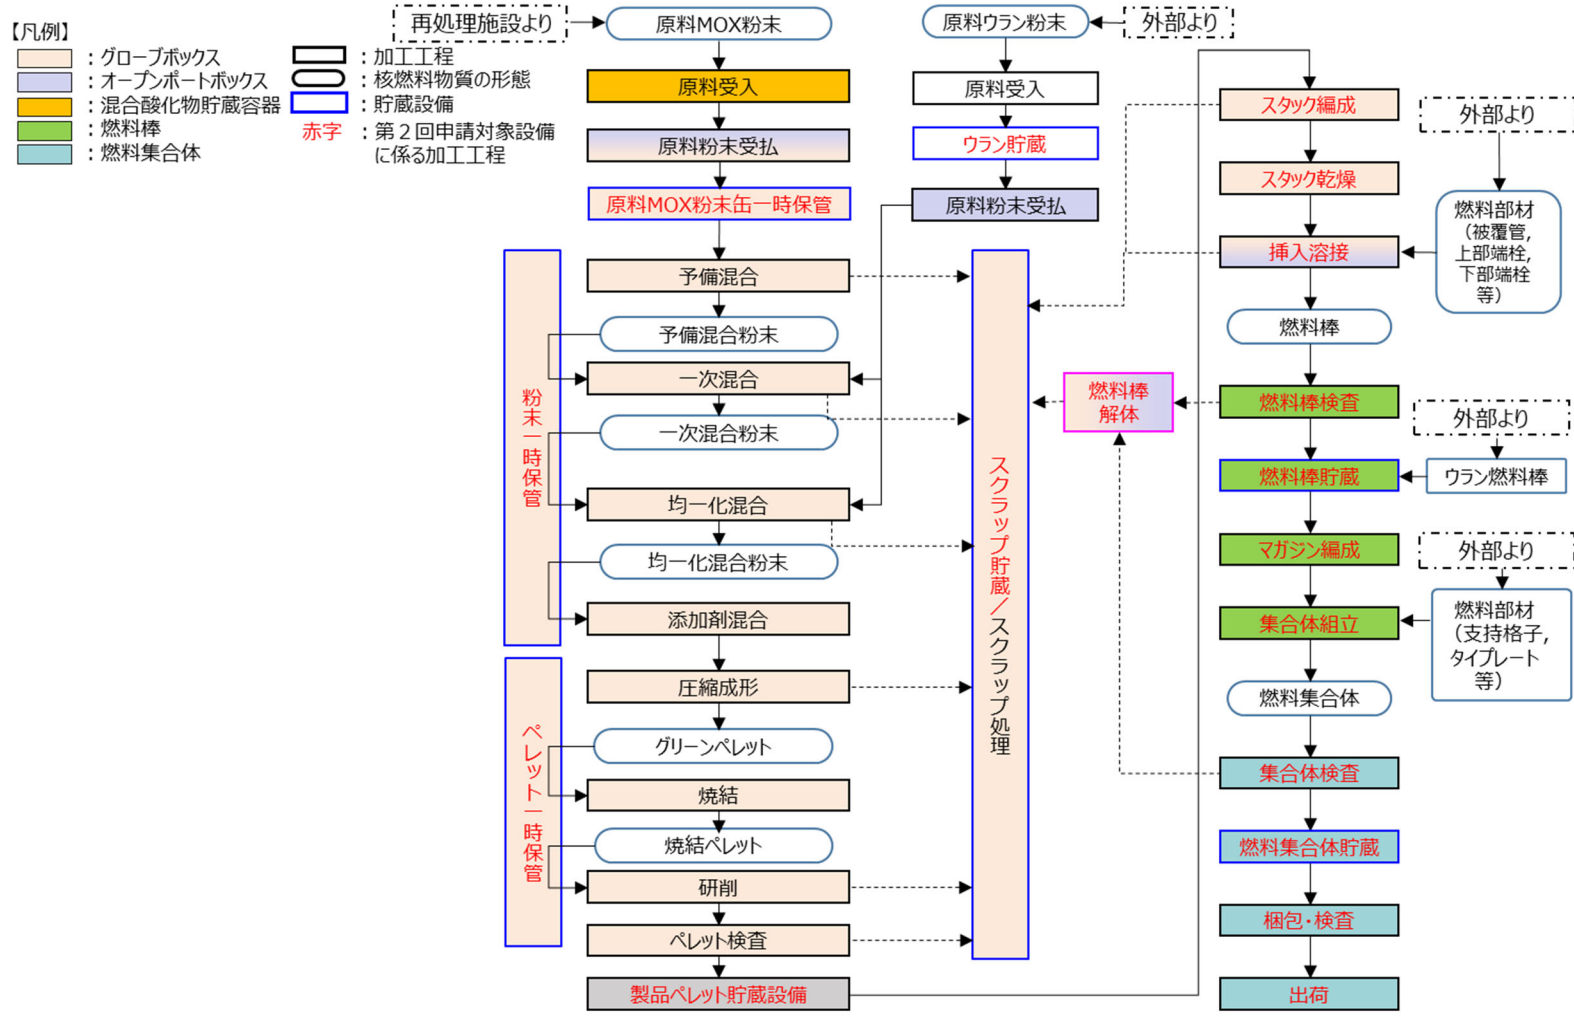 【凡例】
：グローブボックス
：オープンポートボックス
：混合酸化物貯蔵容器
：燃料棒
：燃料集合体
：加工工程
：核燃料物質の形態
：貯蔵設備
赤字
：第２回申請対象設備
に係る加工工程
再処理施設より
原料MOX粉末
原料受入
原料粉末受払
原料MOX粉末缶一時保管
予備混合
予備混合粉末
一次混合
一次混合粉末
均一化混合
均一化混合粉末
添加剤混合
圧縮成形
グリーンペレット
焼結
焼結ペレット
研削
ペレット検査
製品ペレット貯蔵設備
粉末一時保管
ペレット一時保管
原料ウラン粉末
外部より
原料受入
ウラン貯蔵
原料粉末受払
スクラップ貯蔵／スクラップ処理
燃料棒
解体
スタック編成
スタック乾燥
挿入溶接
燃料棒
燃料棒検査
燃料棒貯蔵
マガジン編成
集合体組立
燃料集合体
集合体検査
燃料集合体貯蔵
梱包・検査
出荷
外部より
燃料部材
（被覆管，
上部端栓，
下部端栓
等）
外部より
ウラン燃料棒
外部より
燃料部材
（支持格子，
タイプレート
等）